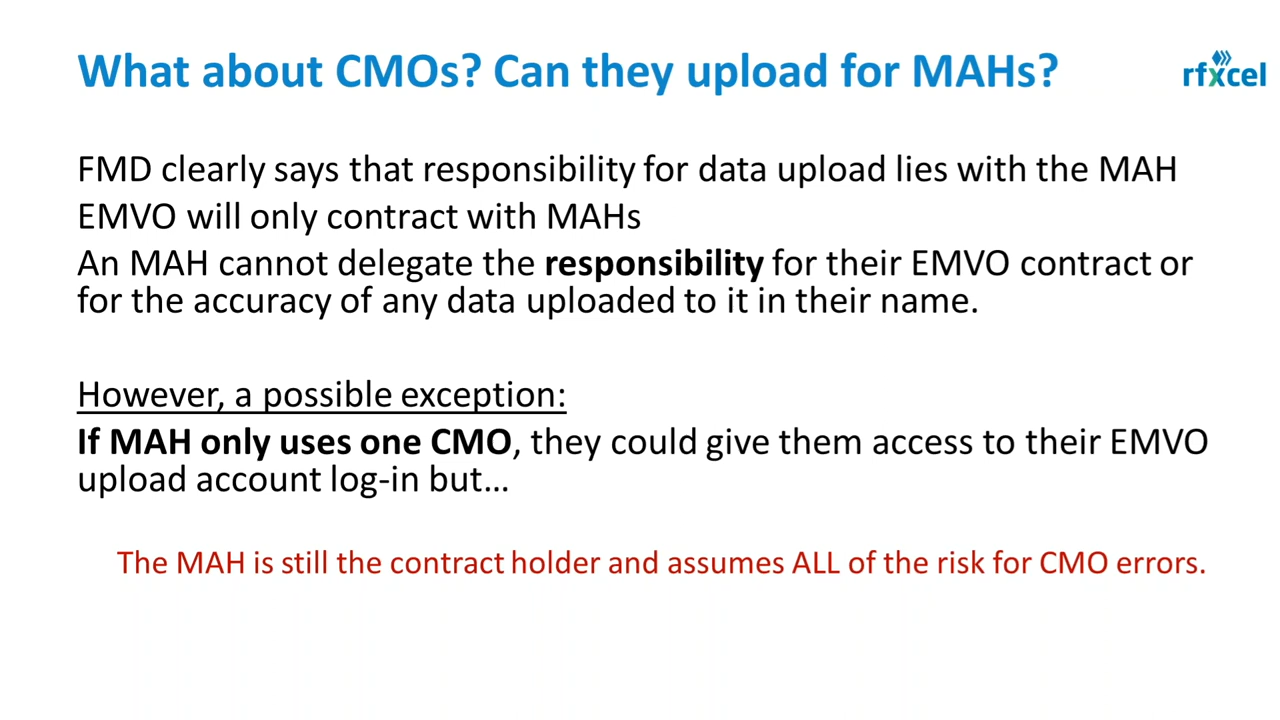 What about CMOs? Can they upload for MAHs?
rfxcel
FMD clearly says that responsibility for data upload lies with the MAH
EMVO will only contract with MAHs
An MAH cannot delegate the responsibility for their EMVO contract or
for the accuracy of any data uploaded to it in their name.
However, a possible exception:
If MAH only uses one CMO, they could give them access to their EMVO
upload account log-in but…
The MAH is still the contract holder and assumes ALL of the risk for CMO errors.